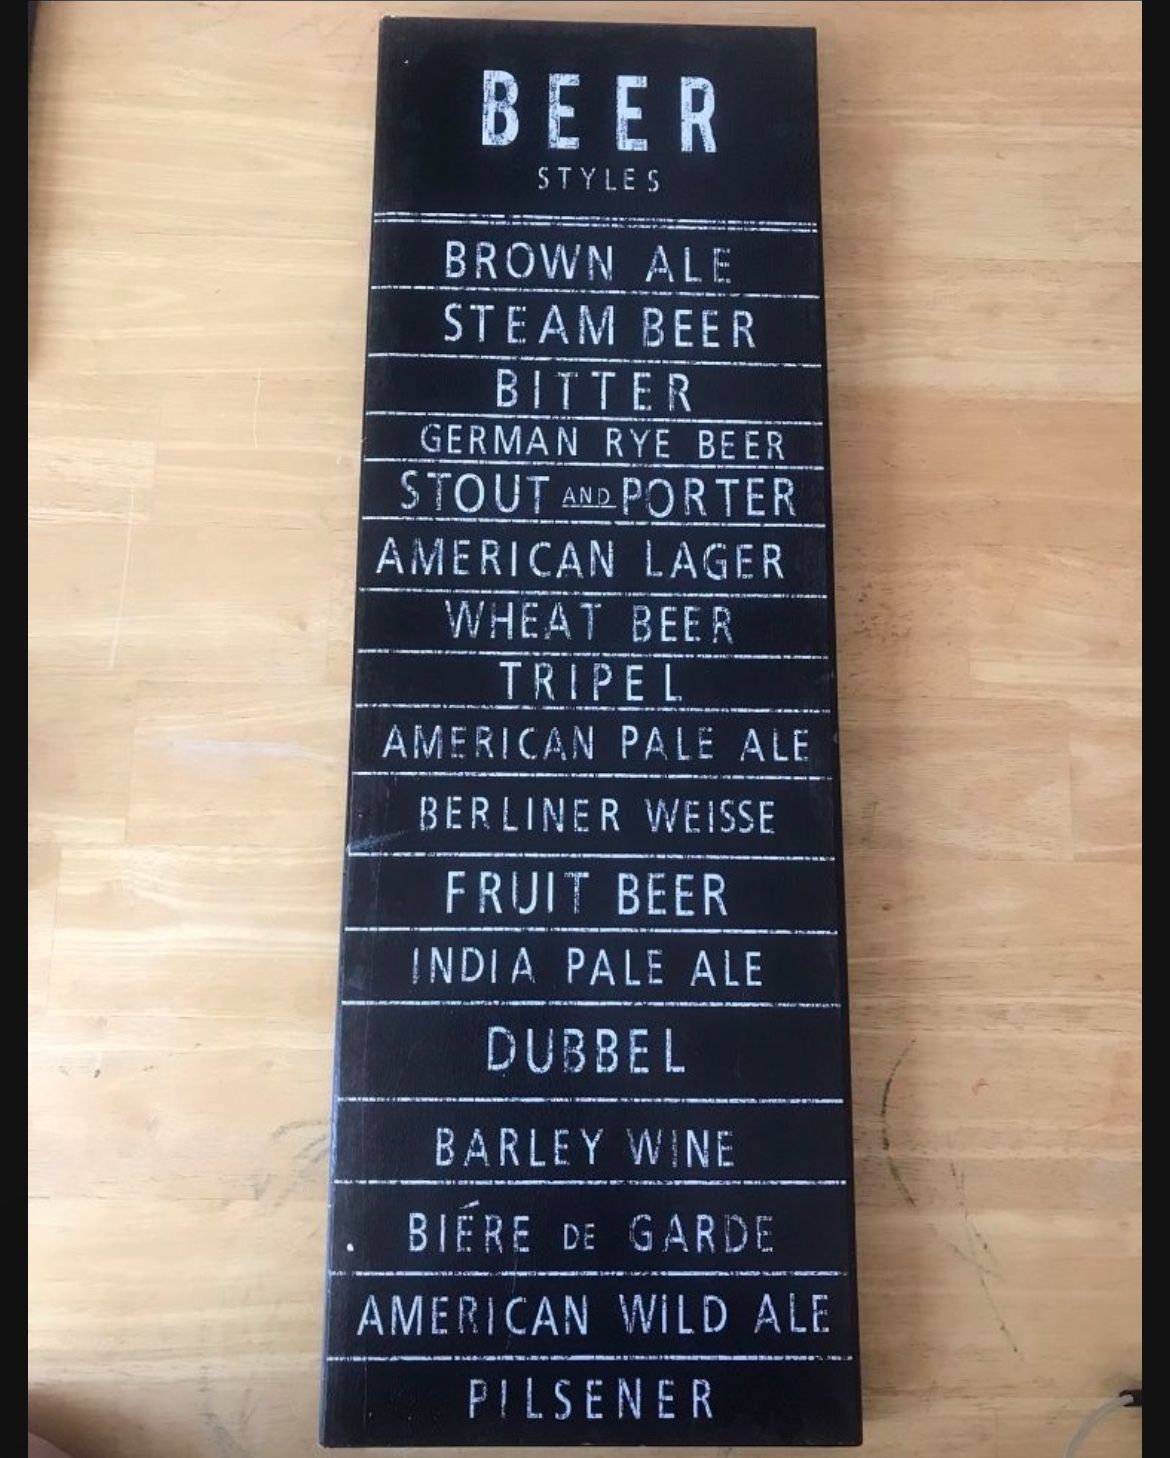 BEER
STYLES
BROWN ALE
STEAM BEER
BITTER
GERMAN RYE BEER
STOUT AND PORTER
AMERICAN LAGER
WHEAT BEER
TRIPEL
AMERICAN PALE ALE
BERLINER WEISSE
FRUIT BEER
INDIA PALE ALE
DUBBEL
BARLEY WINE
BIÉRE DE GARDE
AMERICAN WILD ALE
PILSENER